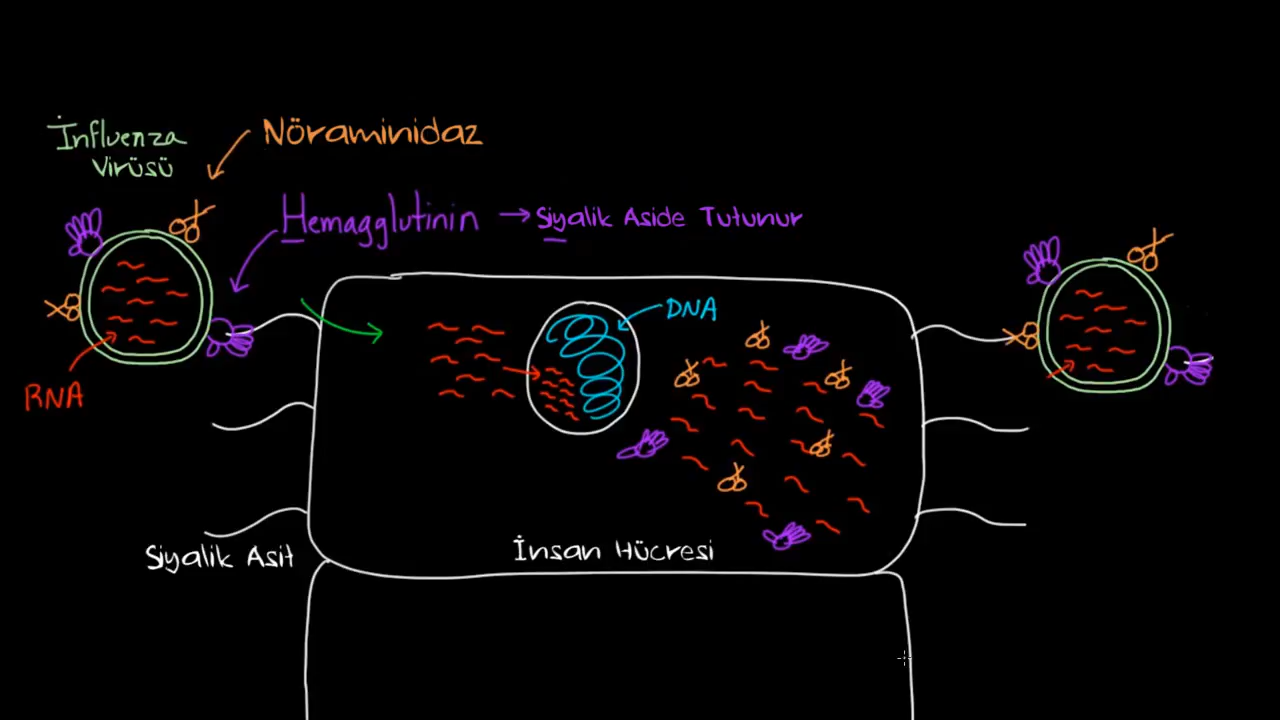 İnfluenza
Virüsü
Nöraminidaz
Hemagglutinin → Siyalik Aside Tutunur
DNA
RNA
Siyalik Asit
İnsan Hücresi